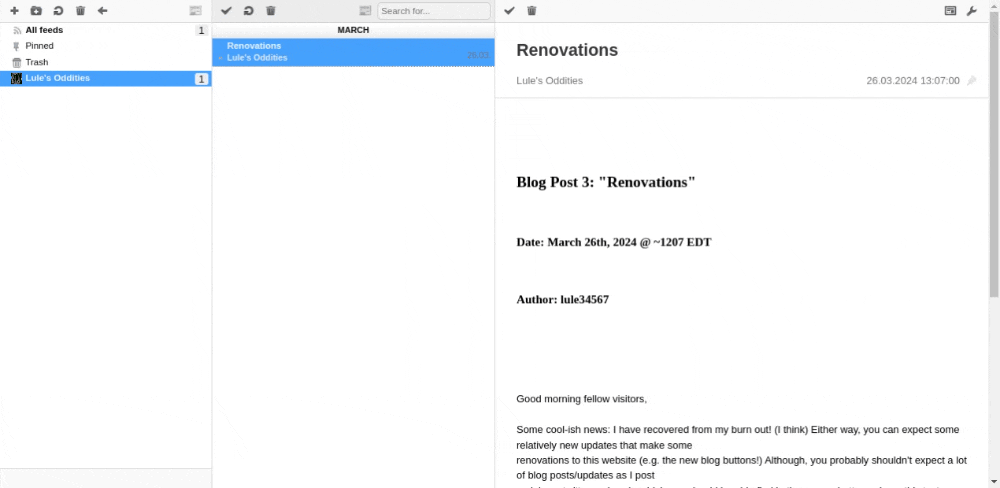 Search for...
All feeds 1
Pinned
Trash
Lule's Oddities 1
MARCH
Renovations
Lule's Oddities 26.03
Renovations
Lule's Oddities 26.03.2024 13:07:00
Blog Post 3: "Renovations"
Date: March 26th, 2024 @ ~1207 EDT
Author: lule34567
Good morning fellow visitors,
Some cool-ish news: I have recovered from my burn out! (I think) Either way, you can expect some
relatively new updates that make some
renovations to this website (e.g. the new blog buttons!) Although, you probably shouldn't expect a lot
of blog posts/updates as I post